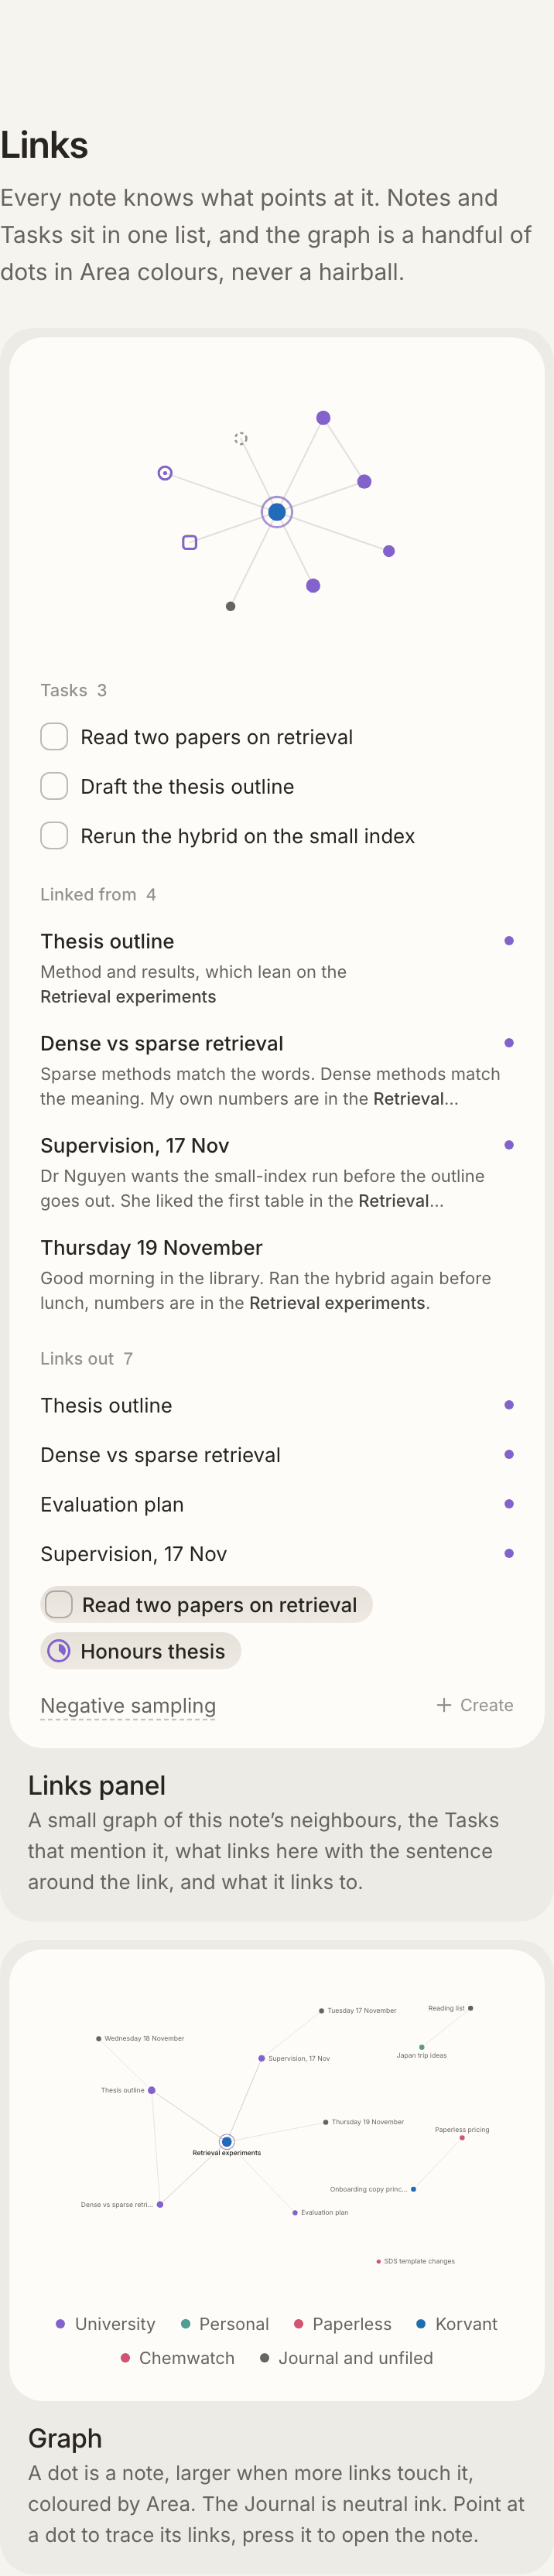 Links
Every note knows what points at it. Notes and
Tasks sit in one list, and the graph is a handful of
dots in Area colours, never a hairball.
Tasks 3
Read two papers on retrieval
Draft the thesis outline
Rerun the hybrid on the small index
Linked from 4
Thesis outline
Method and results, which lean on the
Retrieval experiments
Dense vs sparse retrieval
Sparse methods match the words. Dense methods match
the meaning. My own numbers are in the Retrieval...
Supervision, 17 Nov
Dr Nguyen wants the small-index run before the outline
goes out. She liked the first table in the Retrieval...
Thursday 19 November
Good morning in the library. Ran the hybrid again before
lunch, numbers are in the Retrieval experiments.
Links out 7
Thesis outline
Dense vs sparse retrieval
Evaluation plan
Supervision, 17 Nov
Read two papers on retrieval
Honours thesis
Negative sampling + Create
Links panel
A small graph of this note’s neighbours, the Tasks
that mention it, what links here with the sentence
around the link, and what it links to.
Tuesday 17 November
Reading list
Wednesday 18 November
Japan trip ideas
Supervision, 17 Nov
Thesis outline
Thursday 19 November
Paperless pricing
Retrieval experiments
Onboarding copy princ...
Dense vs sparse retri...
Evaluation plan
SDS template changes
University Personal Paperless Korvant
Chemwatch Journal and unfiled
Graph
A dot is a note, larger when more links touch it,
coloured by Area. The Journal is neutral ink. Point at
a dot to trace its links, press it to open the note.